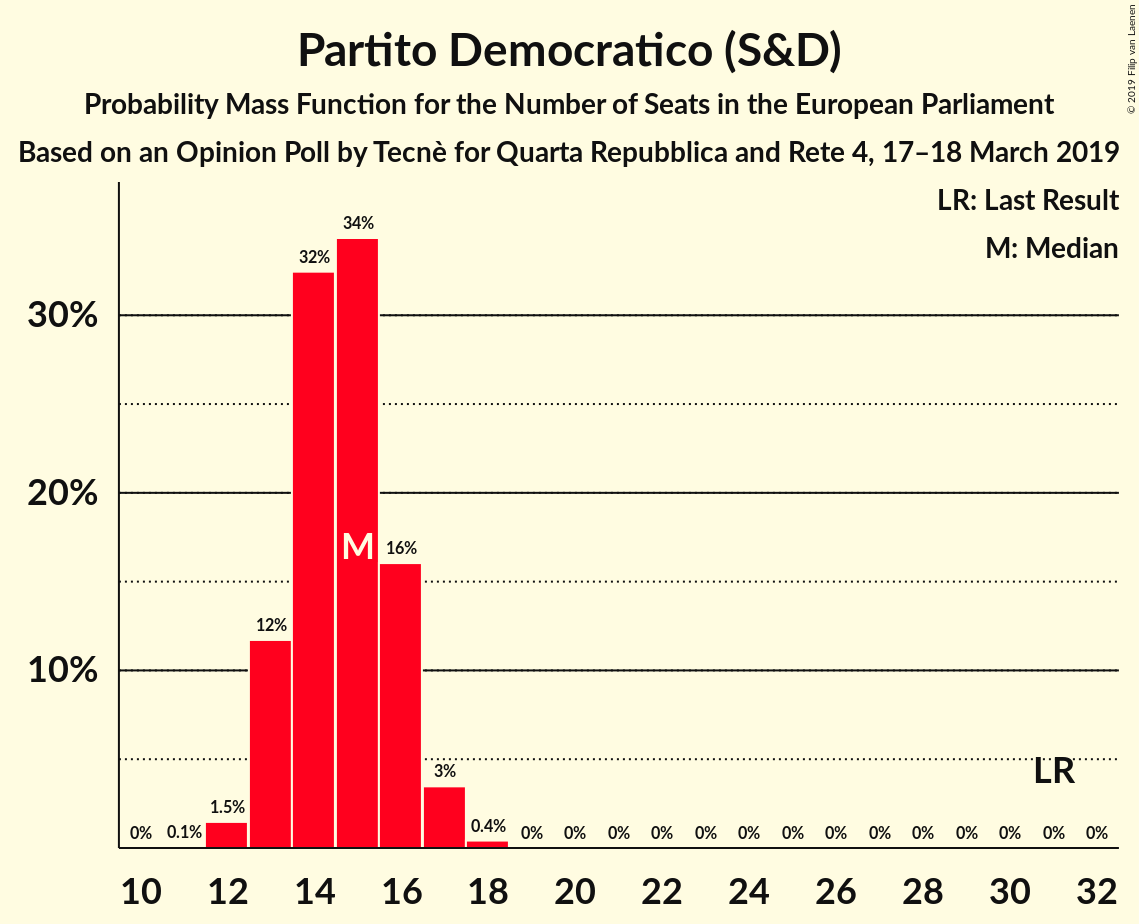 Partito Democratico (S&D)
Probability Mass Function for the Number of Seats in the European Parliament
Based on an Opinion Poll by Tecnè for Quarta Repubblica and Rete 4, 17–18 March 2019
© 2019 Filip van Laenen
LR: Last Result
M: Median
30%
20%
10%
0% 0.1% 1.5% 12% 32% 34% 16% 3% 0.4% 0% 0% 0% 0% 0% 0% 0% 0% 0% 0% 0% 0% 0% 0%
M
LR
10 12 14 16 18 20 22 24 26 28 30 32